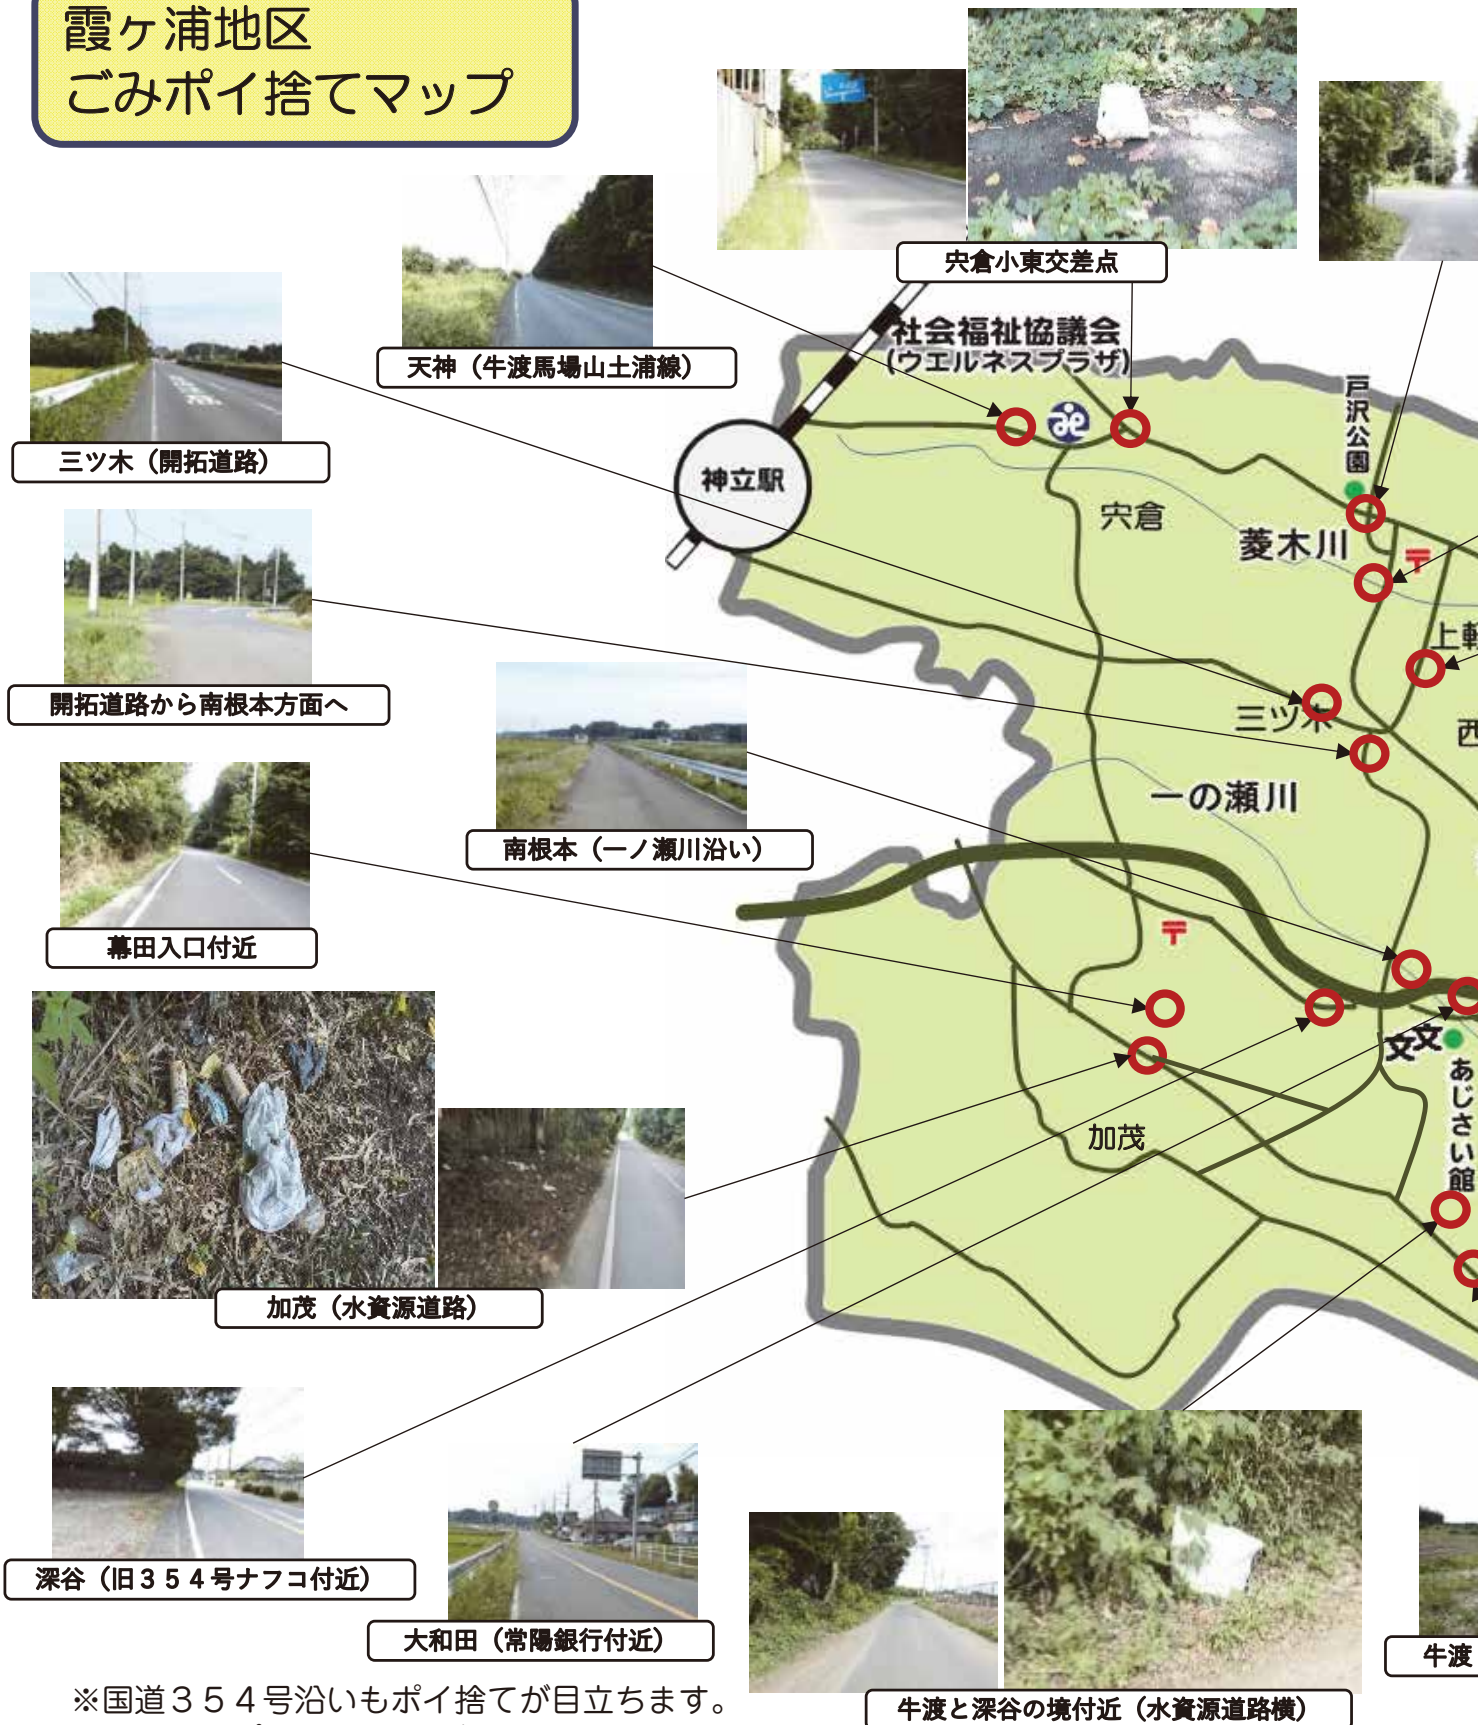 霞ヶ浦地区
ごみポイ捨てマップ
宍倉小東交差点
天神（牛渡馬場山土浦線）
三ツ木（開拓道路）
社会福祉協議会
(ウエルネスプラザ)
戸沢公園
神立駅
宍倉
菱木川
〒
上軽
開拓道路から南根本方面へ
三ツ木
西
一の瀬川
南根本（一ノ瀬川沿い）
幕田入口付近
〒
文
文
あじさい館
加茂
加茂（水資源道路）
深谷（旧３５４号ナフコ付近）
大和田（常陽銀行付近）
牛渡
牛渡と深谷の境付近（水資源道路横）
※国道３５４号沿いもポイ捨てが目立ちます。